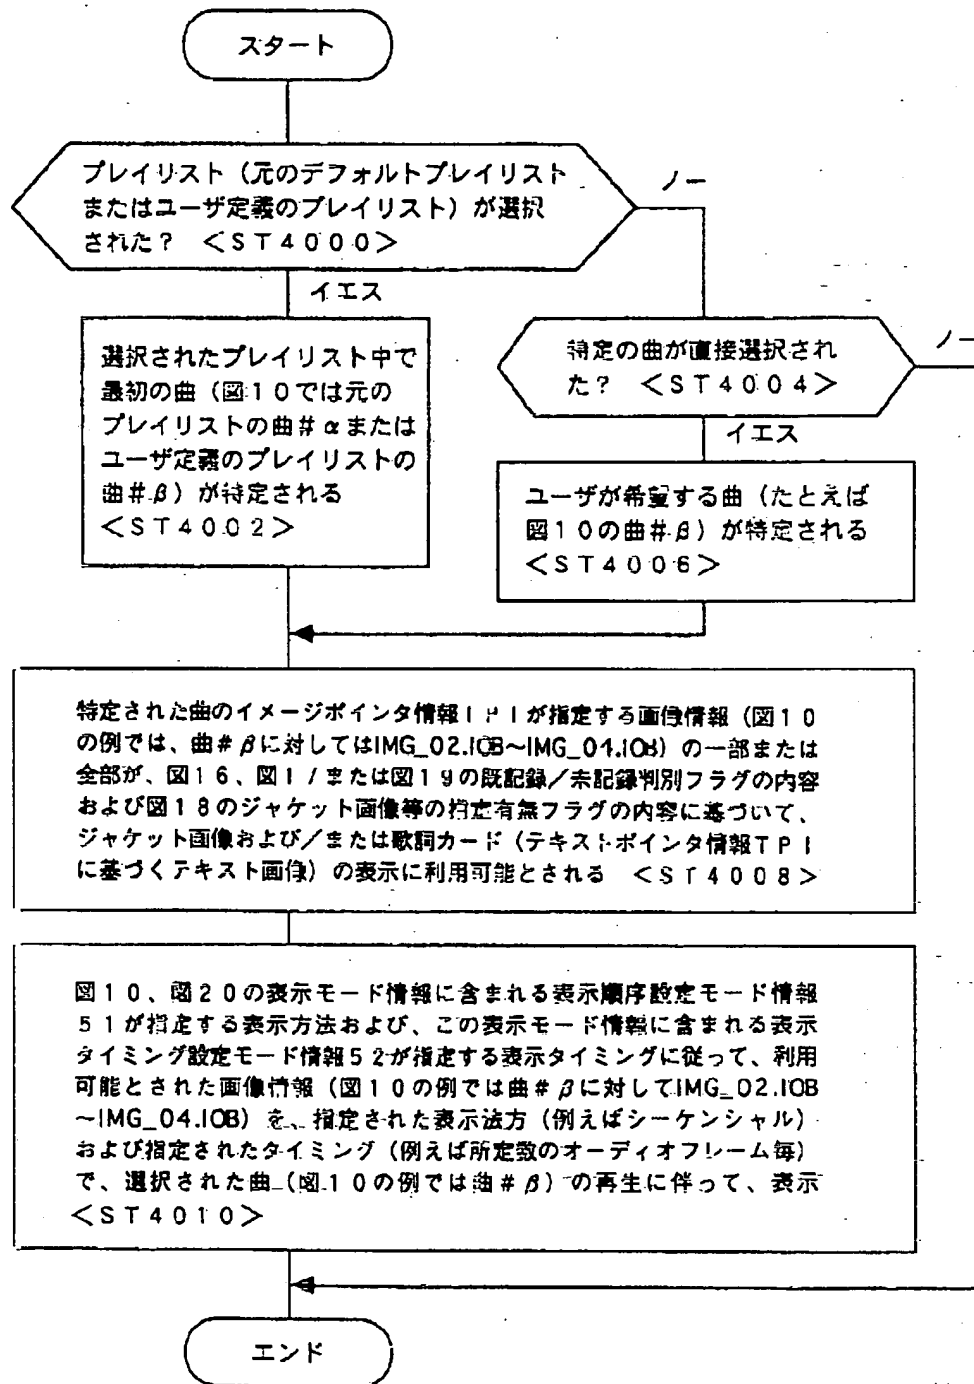 スタート
プレイリスト（元のデフォルトプレイリスト
またはユーザ定義のプレイリスト）が選択
された？ ＜ＳＴ４０００＞
ノー
イエス
選択されたプレイリスト中で
最初の曲（図１０では元の
プレイリストの曲＃αまたは
ユーザ定義のプレイリストの
曲＃β）が特定される
＜ＳＴ４００２＞
特定の曲が直接選択され
た？ ＜ＳＴ４００４＞
ノー
イエス
ユーザが希望する曲（たとえば
図１０の曲＃β）が特定される
＜ＳＴ４００６＞
特定された曲のイメージポインタ情報ＩＰＩが指定する画像情報（図１０
の例では、曲＃βに対してはIMG_02.IOB～IMG_04.IOB）の一部または
全部が、図１６、図１７または図１９の既記録／未記録判別フラグの内容
および図１８のジャケット画像等の指定有無フラグの内容に基づいて、
ジャケット画像および／または歌詞カード（テキストポインタ情報ＴＰＩ
に基づくテキスト画像）の表示に利用可能とされる ＜ＳＴ４００８＞
図１０、図２０の表示モード情報に含まれる表示順序設定モード情報
５１が指定する表示方法および、この表示モード情報に含まれる表示
タイミング設定モード情報５２が指定する表示タイミングに従って、利用
可能とされた画像情報（図１０の例では曲＃βに対してIMG_02.IOB
～IMG_04.IOB）を、指定された表示法方（例えばシーケンシャル）
および指定されたタイミング（例えば所定数のオーディオフレーム毎）
で、選択された曲（図１０の例では曲＃β）の再生に伴って、表示
＜ＳＴ４０１０＞
エンド